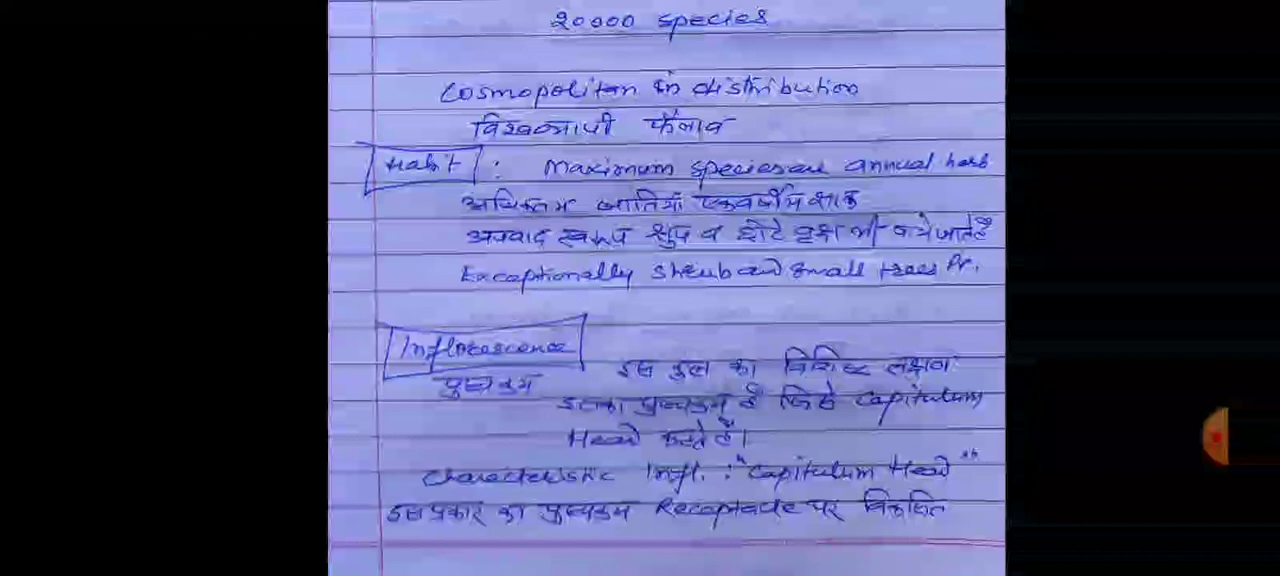 20000 species
Cosmopolitan in distribution
विश्वव्यापी फैलाव
Habit : Maximum species are annual herb
अधिकतम जातियाँ एकवर्षीय शाक
अपवाद स्वरूप क्षुप व छोटे वृक्ष भी पाये जाते हैं
Exceptionally shrub and small trees Pr.
Inflorescence
पुष्पक्रम इस कुल का विशिष्ट लक्षण
इसका पुष्पक्रम है जिसे Capitulum
Head कहते हैं।
Characteristic Infl. : "Capitulum Head"
इस प्रकार का पुष्पक्रम Receptacle पर विकसित